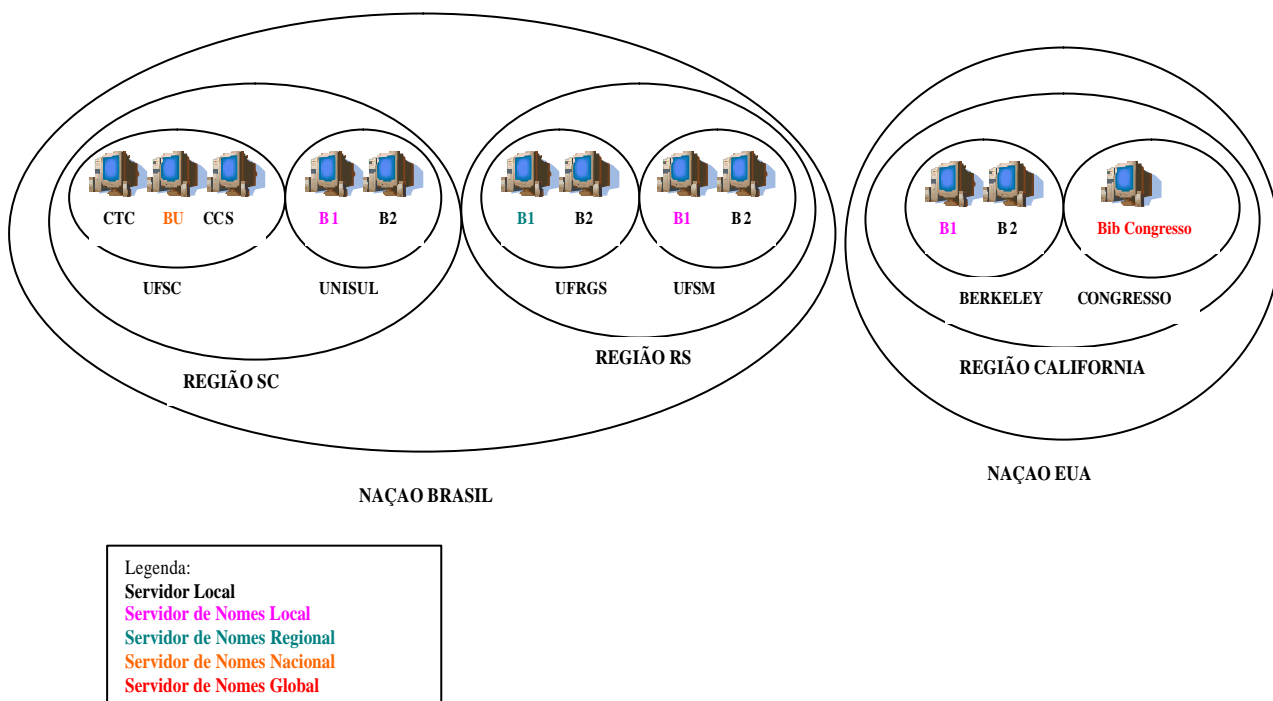 CTC BU CCS B1 B2 B1 B2 B1 B2 B1 B2 Bib Congresso
UFSC UNISUL UFRGS UFSM BERKELEY CONGRESSO
REGIÃO SC REGIÃO RS REGIÃO CALIFORNIA
NAÇAO BRASIL NAÇAO EUA
Legenda:
Servidor Local
Servidor de Nomes Local
Servidor de Nomes Regional
Servidor de Nomes Nacional
Servidor de Nomes Global